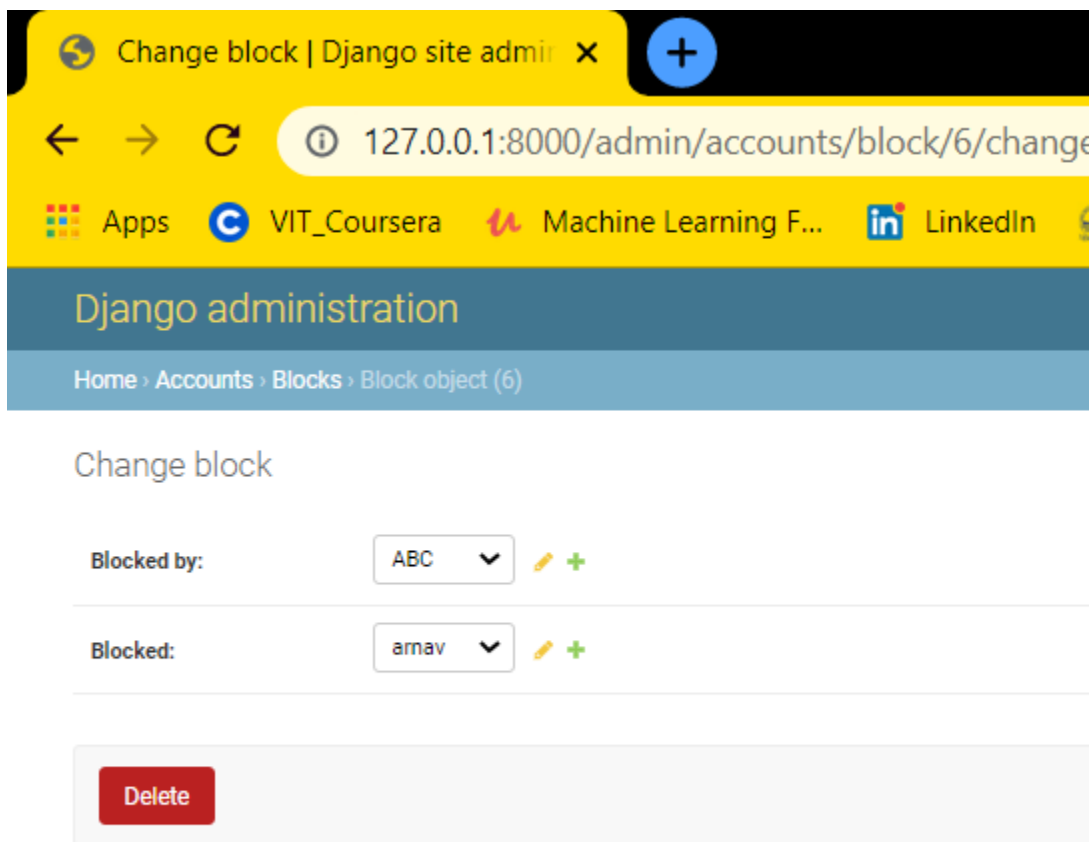 Change block | Django site admin
127.0.0.1:8000/admin/accounts/block/6/change
Apps VIT_Coursera Machine Learning F... LinkedIn
Django administration
Home › Accounts › Blocks › Block object (6)
Change block
Blocked by: ABC
Blocked: arnav
Delete